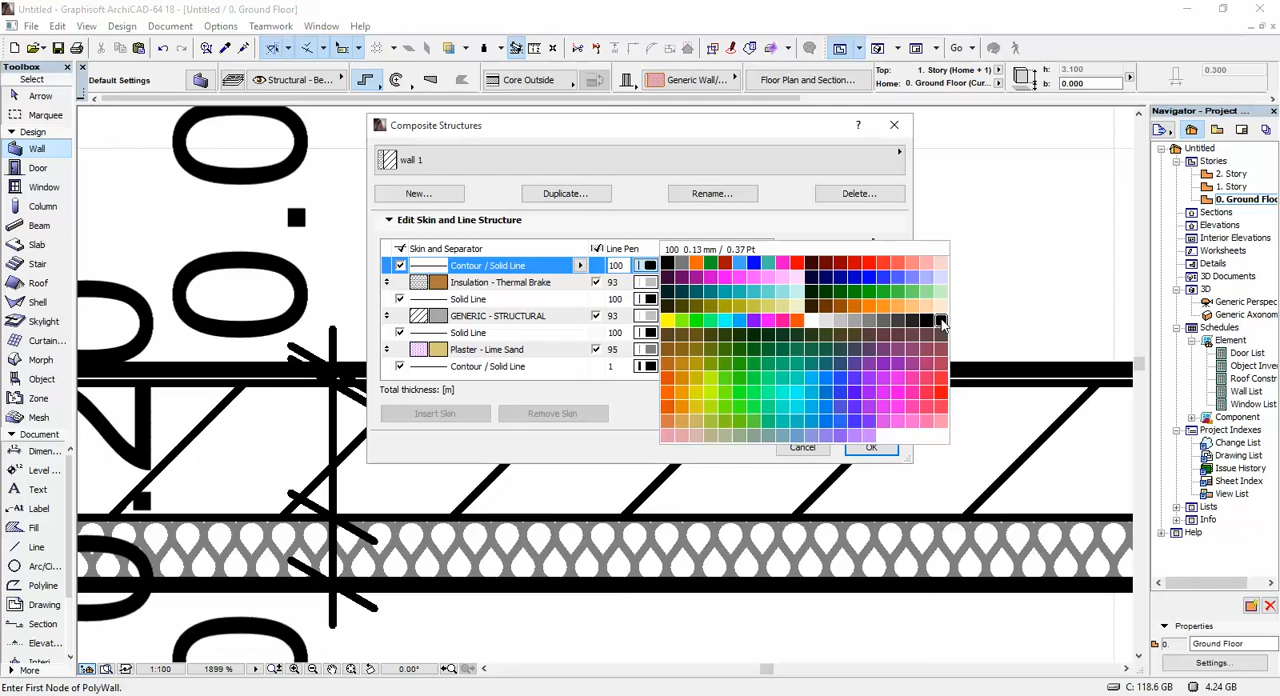 Untitled - Graphisoft ArchiCAD-64 18 - [Untitled / 0. Ground Floor]
File Edit View Design Document Options Teamwork Window Help
Go
Toolbox
Select
Arrow
Marquee
Design
Wall
Door
Window
Column
Beam
Slab
Stair
Roof
Shell
Skylight
Curtain...
Morph
Object
Zone
Mesh
Document
Dimen...
Level ...
Text
Label
Fill
Line
Arc/Ci...
Polyline
Drawing
Section
Elevat...
More
Default Settings
Structural - Be...
Core Outside
Generic Wall/...
Floor Plan and Section...
Top: 1. Story (Home + 1)
Home: 0. Ground Floor (Cur...
h: 3.100
b: 0.000
0.300
Composite Structures
?
wall 1
New...
Duplicate...
Rename...
Delete...
Edit Skin and Line Structure
Skin and Separator Line Pen
Contour / Solid Line 100
Insulation - Thermal Brake 93
Solid Line 100
GENERIC - STRUCTURAL 93
Solid Line 100
Plaster - Lime Sand 95
Contour / Solid Line 1
Total thickness: [m]
Insert Skin
Remove Skin
100 0.13 mm / 0.37 Pt
Cancel
OK
Navigator - Project ...
Untitled
Stories
2. Story
1. Story
0. Ground Floo
Sections
Elevations
Interior Elevations
Worksheets
Details
3D Documents
3D
Generic Perspec
Generic Axonom
Schedules
Element
Door List
Object Inver
Roof Constr
Wall List
Window List
Component
Project Indexes
Change List
Drawing List
Issue History
Sheet Index
View List
Lists
Info
Help
Properties
0. Ground Floor
Settings...
1:100
1899 %
0.00°
Enter First Node of PolyWall.
C: 118.6 GB
4.24 GB